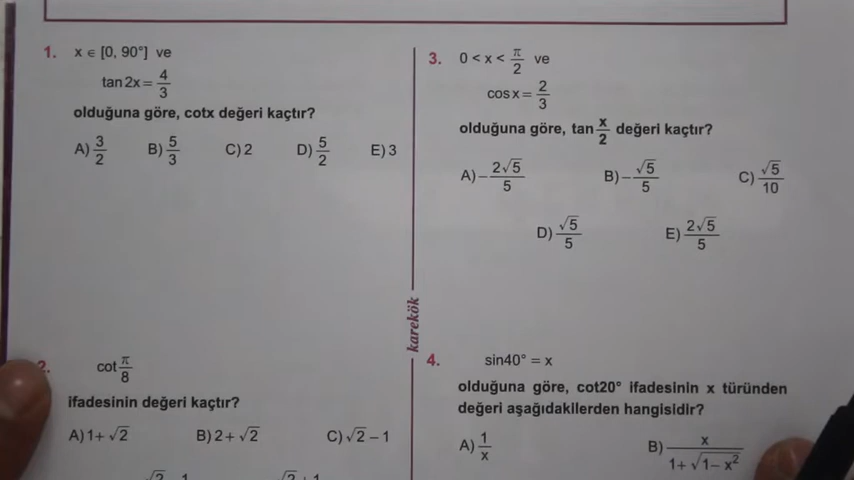 1. x ∈ [0, 90°] ve
tan2x = 4/3
olduğuna göre, cotx değeri kaçtır?
A) 3/2 B) 5/3 C) 2 D) 5/2 E) 3
2. cot π/8
ifadesinin değeri kaçtır?
A) 1+ √2 B) 2+ √2 C) √2 – 1
karekök
3. 0 < x < π/2 ve
cosx = 2/3
olduğuna göre, tan x/2 değeri kaçtır?
A) – 2√5/5 B) – √5/5 C) √5/10
D) √5/5 E) 2√5/5
4. sin40° = x
olduğuna göre, cot20° ifadesinin x türünden
değeri aşağıdakilerden hangisidir?
A) 1/x B) x/(1+ √(1– x²))